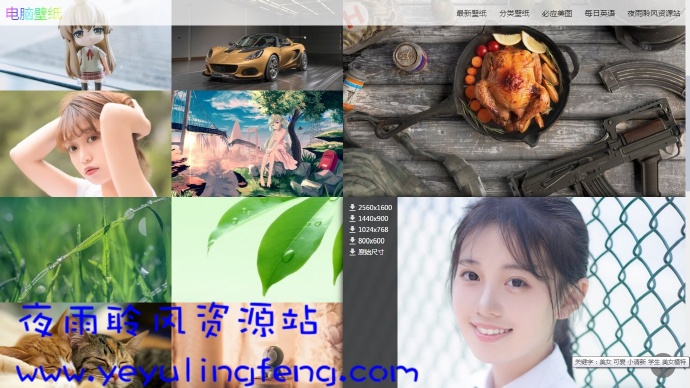 电脑壁纸
最新壁纸 分类壁纸 必应美图 每日英语 夜雨聆风资源站
2560x1600
1440x900
1024x768
800x600
原始尺寸
关键字：美女 可爱 小清新 学生 美女模特
夜雨聆风资源站
www.yeyulingfeng.com